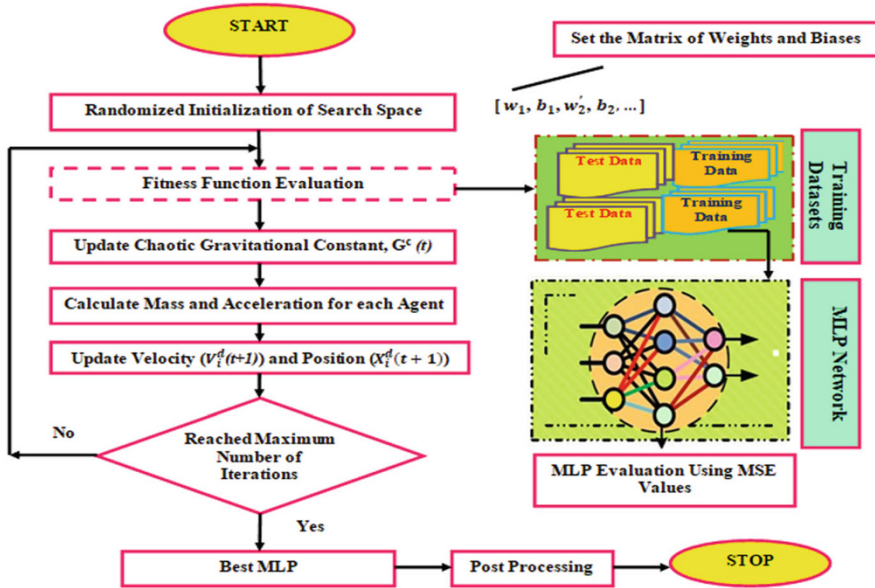 START
Set the Matrix of Weights and Biases
Randomized Initialization of Search Space
[ w₁, b₁, w₂′, b₂, ...]
Fitness Function Evaluation
Test Data
Training
Data
Test Data
Training
Data
Training
Datasets
Update Chaotic Gravitational Constant, Gᶜ (t)
Calculate Mass and Acceleration for each Agent
Update Velocity (Vᵢᵈ(t+1)) and Position (Xᵢᵈ(t + 1))
MLP Network
No
Reached Maximum
Number of
Iterations
MLP Evaluation Using MSE
Values
Yes
Best MLP
Post Processing
STOP